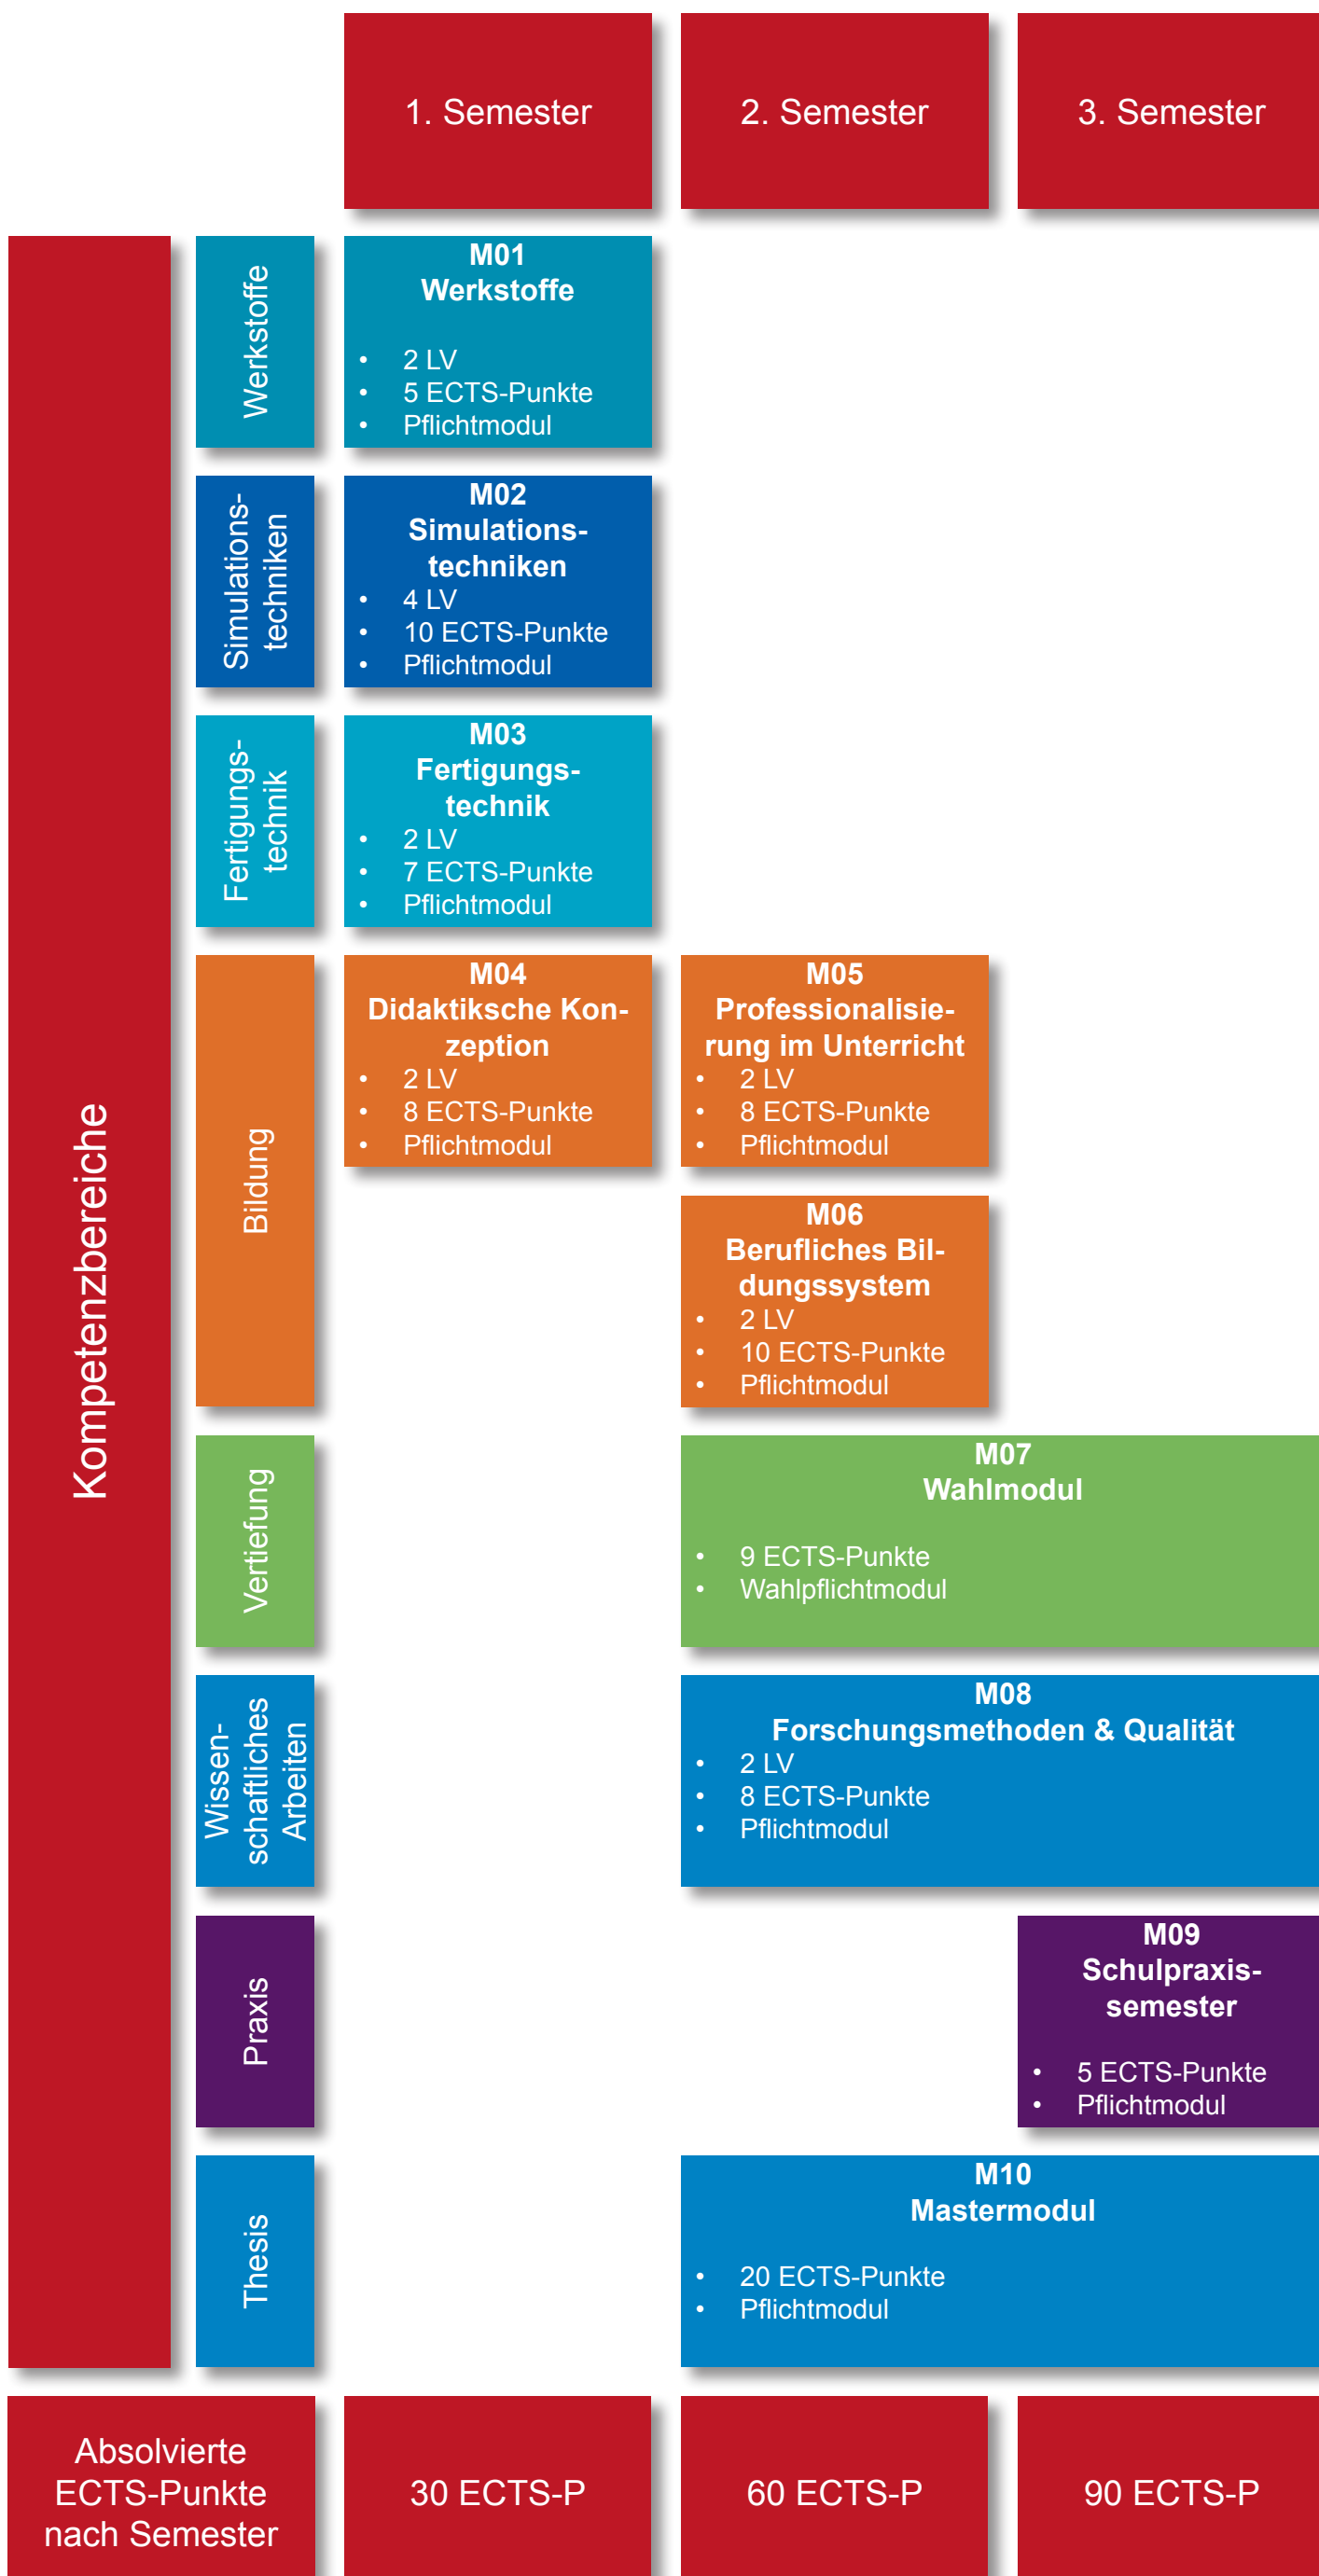 1. Semester
2. Semester
3. Semester
Kompetenzbereiche
Werkstoffe
M01
Werkstoffe
• 2 LV
• 5 ECTS-Punkte
• Pflichtmodul
Simulations-
techniken
M02
Simulations-
techniken
• 4 LV
• 10 ECTS-Punkte
• Pflichtmodul
Fertigungs-
technik
M03
Fertigungs-
technik
• 2 LV
• 7 ECTS-Punkte
• Pflichtmodul
Bildung
M04
Didaktiksche Kon-
zeption
• 2 LV
• 8 ECTS-Punkte
• Pflichtmodul
M05
Professionalisie-
rung im Unterricht
• 2 LV
• 8 ECTS-Punkte
• Pflichtmodul
M06
Berufliches Bil-
dungssystem
• 2 LV
• 10 ECTS-Punkte
• Pflichtmodul
Vertiefung
M07
Wahlmodul
• 9 ECTS-Punkte
• Wahlpflichtmodul
Wissen-
schaftliches
Arbeiten
M08
Forschungsmethoden & Qualität
• 2 LV
• 8 ECTS-Punkte
• Pflichtmodul
Praxis
M09
Schulpraxis-
semester
• 5 ECTS-Punkte
• Pflichtmodul
Thesis
M10
Mastermodul
• 20 ECTS-Punkte
• Pflichtmodul
Absolvierte
ECTS-Punkte
nach Semester
30 ECTS-P
60 ECTS-P
90 ECTS-P